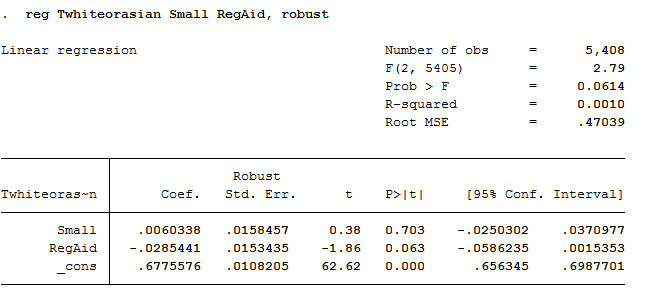 . reg Twhiteorasian Small RegAid, robust
Linear regression Number of obs = 5,408
F(2, 5405) = 2.79
Prob > F = 0.0614
R-squared = 0.0010
Root MSE = .47039
Robust
Twhiteoras~n Coef. Std. Err. t P>|t| [95% Conf. Interval]
Small .0060338 .0158457 0.38 0.703 -.0250302 .0370977
RegAid -.0285441 .0153435 -1.86 0.063 -.0586235 .0015353
_cons .6775576 .0108205 62.62 0.000 .656345 .6987701